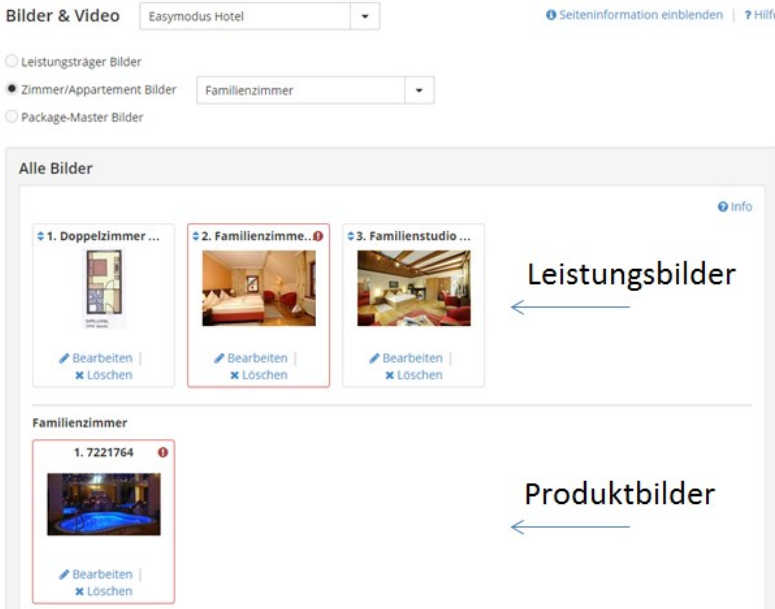 Bilder & Video Easymodus Hotel Seiteninformation einblenden | ? Hilfe
Leistungsträger Bilder
Zimmer/Appartement Bilder Familienzimmer
Package-Master Bilder
Alle Bilder
Info
1. Doppelzimmer ... 2. Familienzimme... 3. Familienstudio ...
Leistungsbilder
Bearbeiten | Bearbeiten | Bearbeiten |
Löschen Löschen Löschen
Familienzimmer
1. 7221764
Produktbilder
Bearbeiten |
Löschen